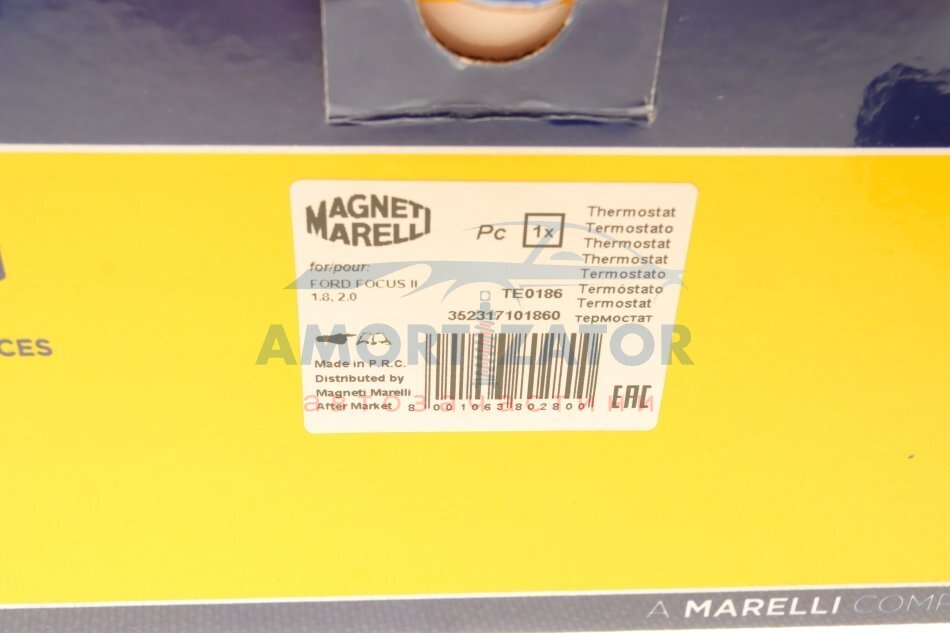 MAGNETI
MARELLI
Pc 1x
Thermostat
Termostato
Thermostat
Thermostat
Termostato
Termóstato
Termostat
термостат
for/pour:
FORD FOCUS II
1.8, 2.0
TE0186
352317101860
AMORTIZATOR
автозапчастини
Made in P.R.C.
Distributed by
Magneti Marelli
After Market
8 001063 802800
EAC
CES
A MARELLI COMP